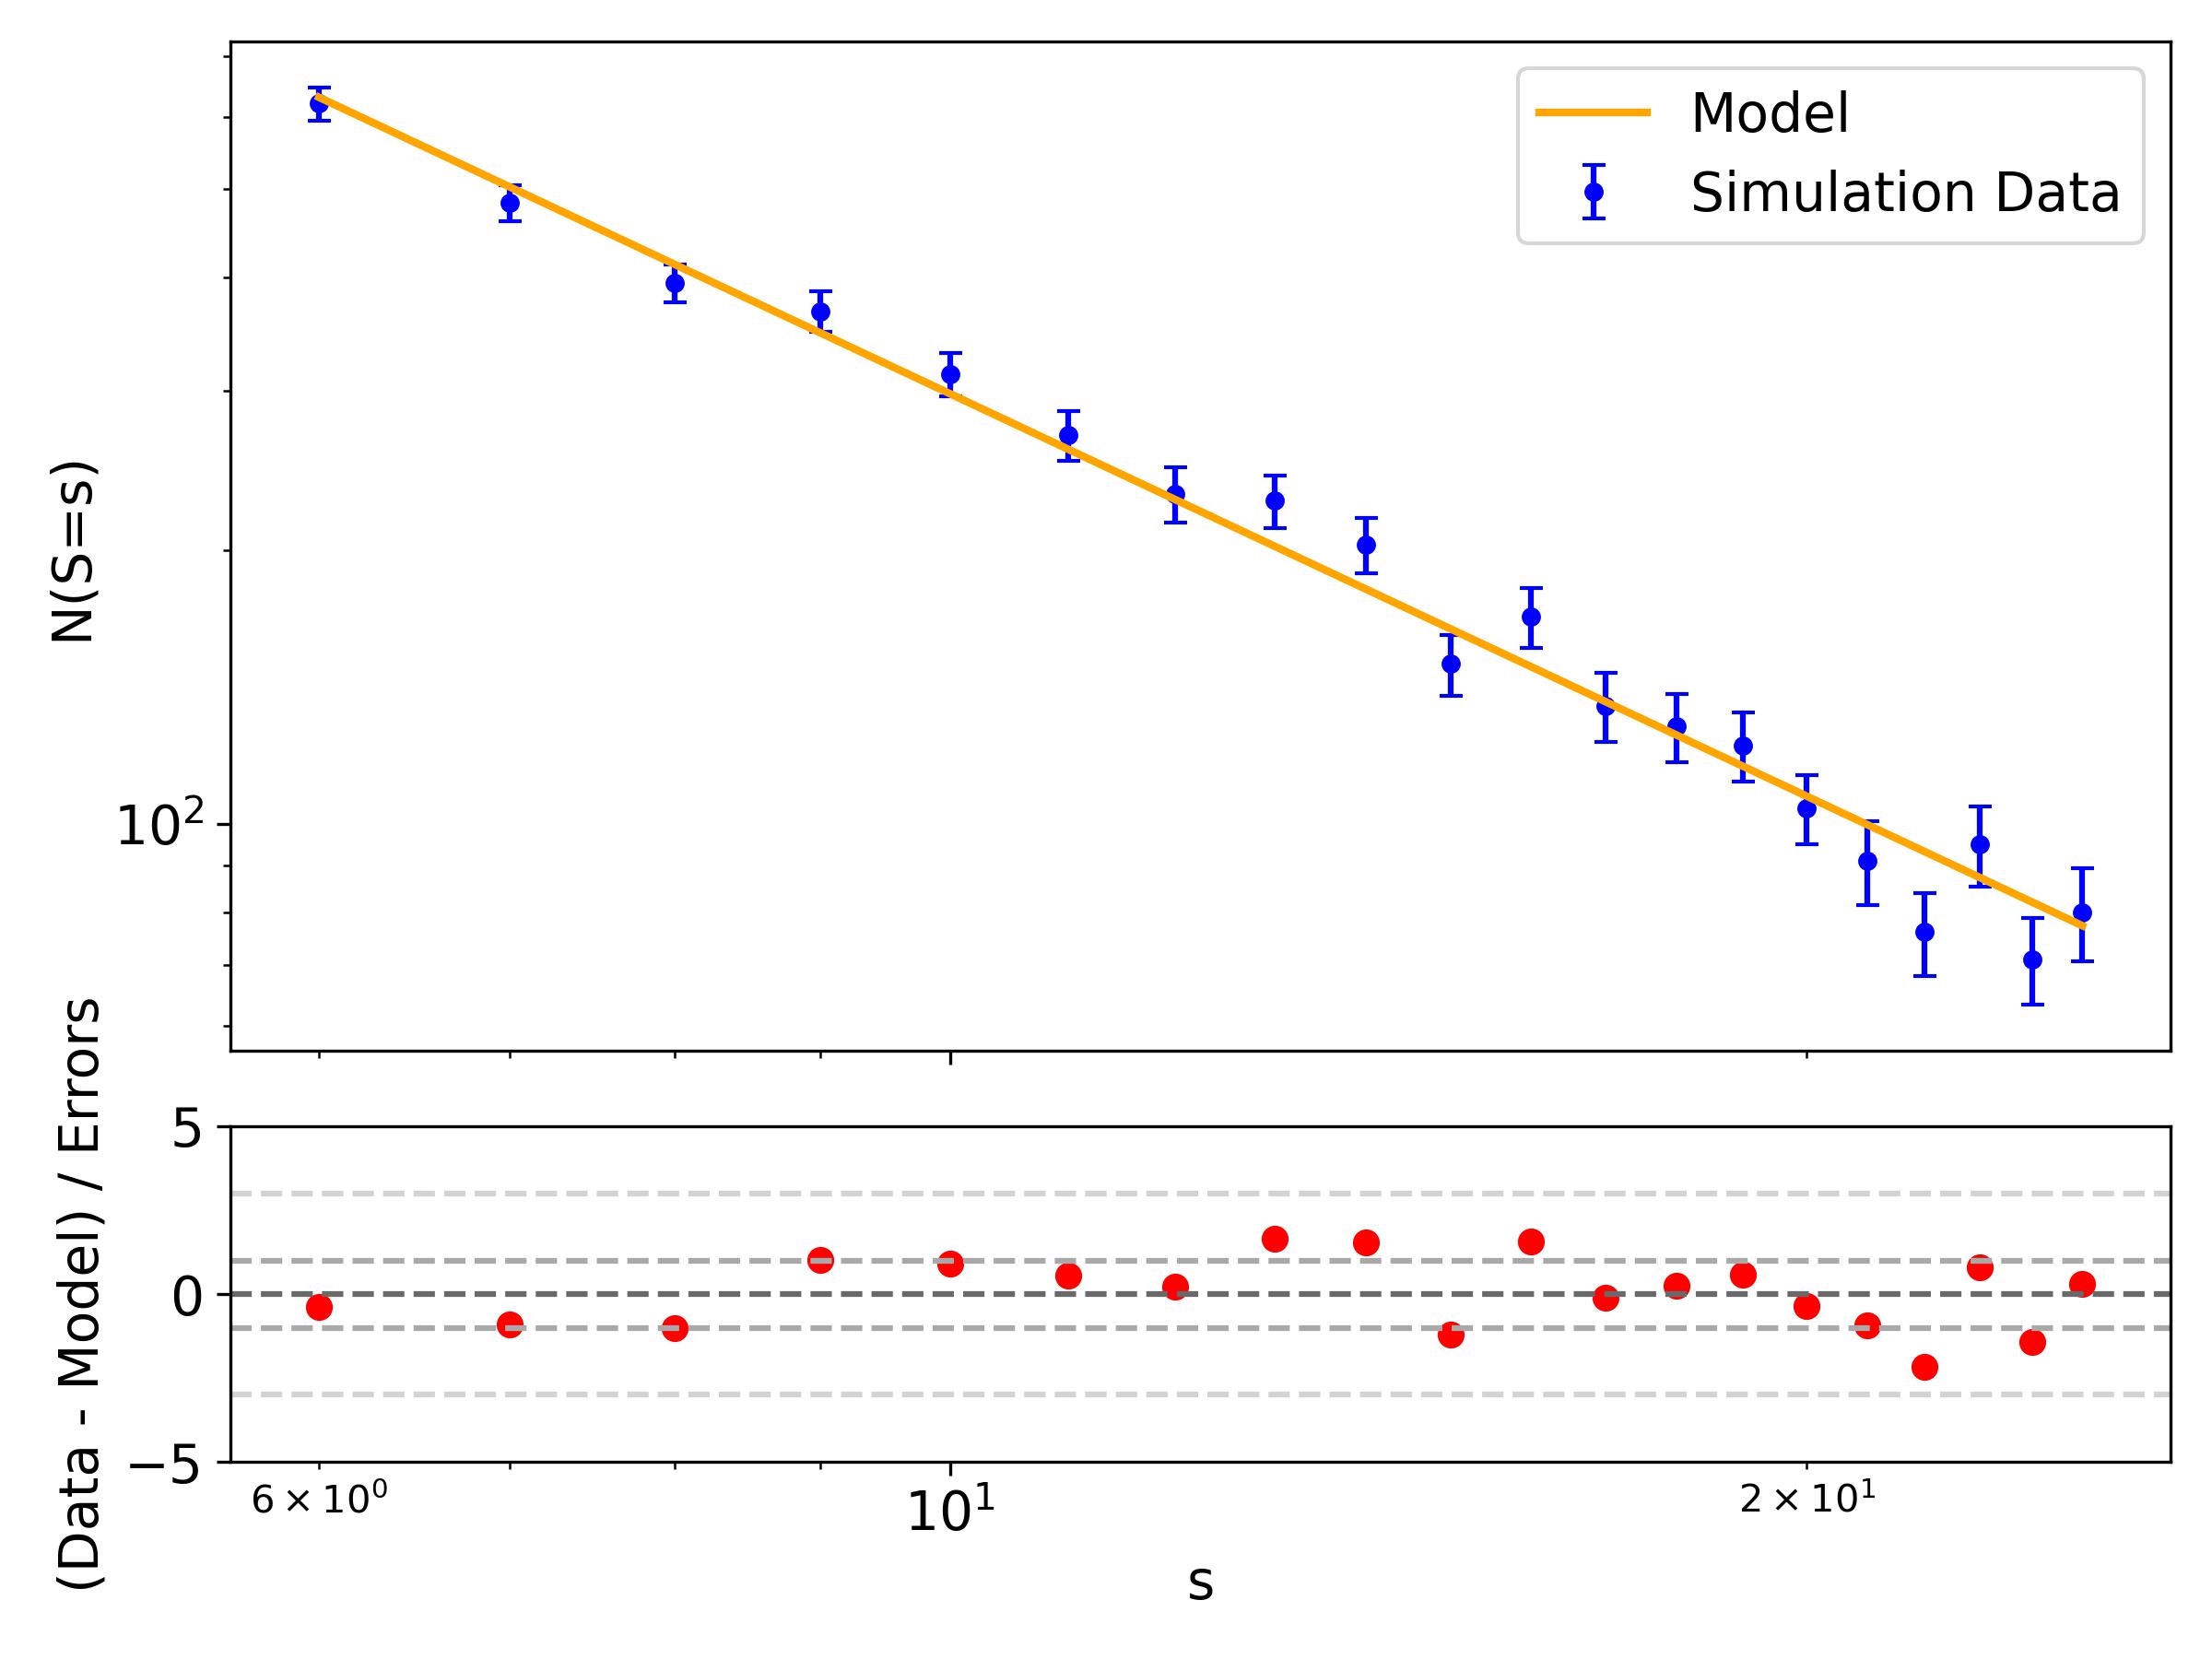 Model
Simulation Data
N(S=s)
10²
(Data - Model) / Errors
5
0
−5
6 × 10⁰
10¹
2 × 10¹
s